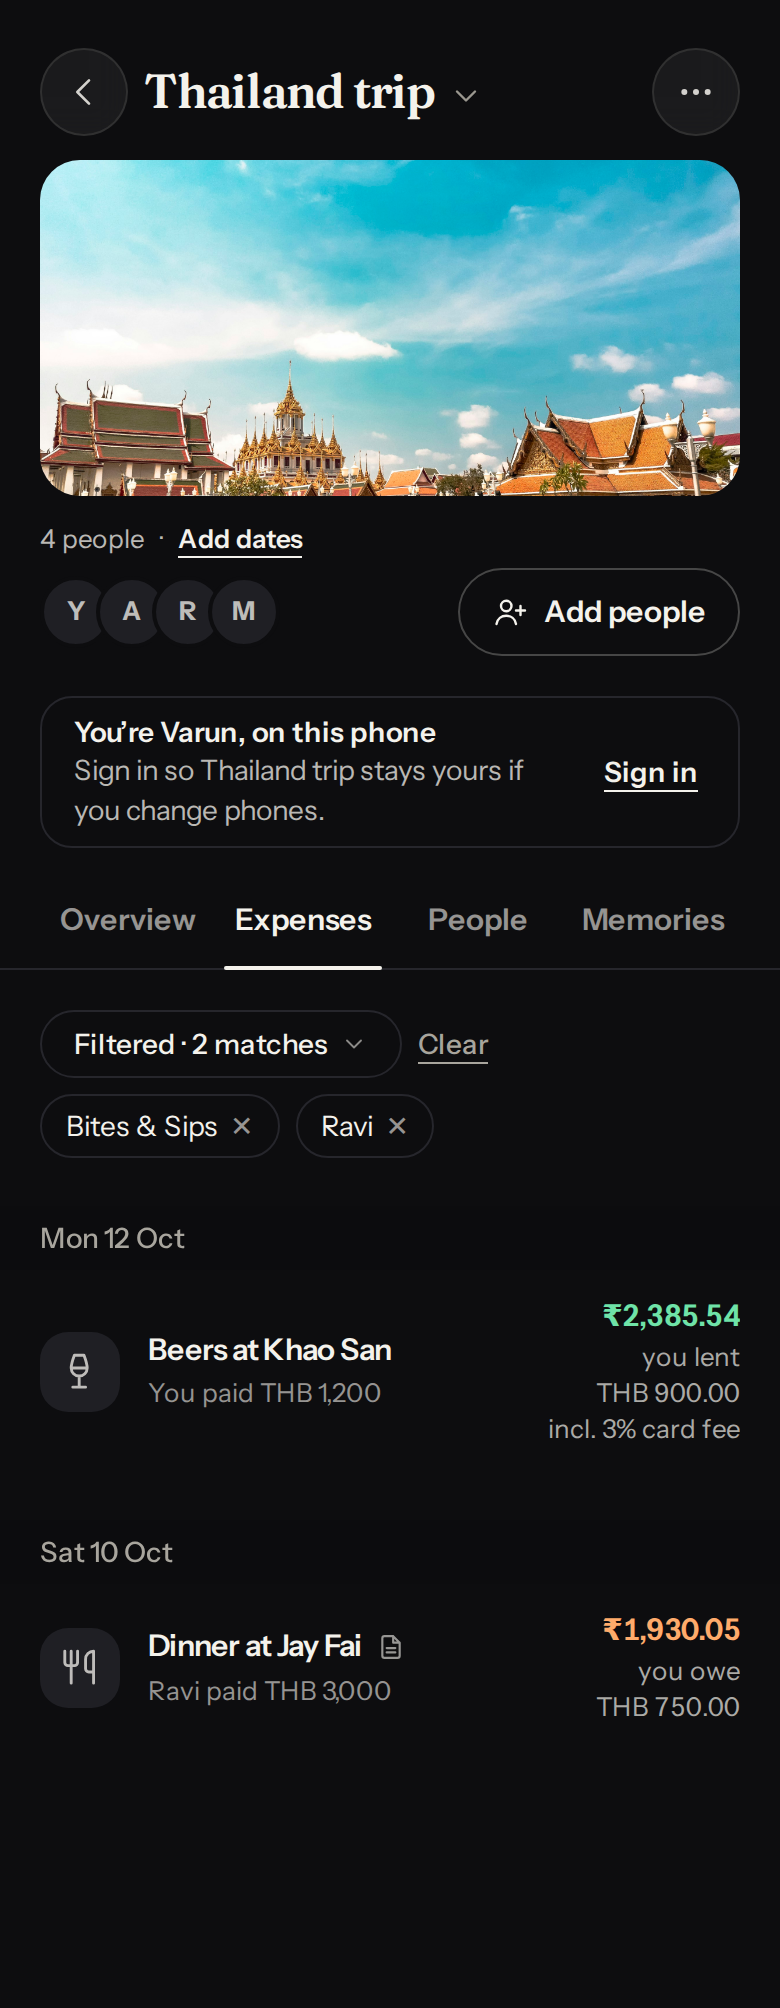 Thailand trip
4 people · Add dates
Y A R M
Add people
You’re Varun, on this phone
Sign in so Thailand trip stays yours if
you change phones.
Sign in
Overview Expenses People Memories
Filtered · 2 matches
Clear
Bites & Sips
Ravi
Mon 12 Oct
Beers at Khao San
You paid THB 1,200
₹2,385.54
you lent
THB 900.00
incl. 3% card fee
Sat 10 Oct
Dinner at Jay Fai
Ravi paid THB 3,000
₹1,930.05
you owe
THB 750.00